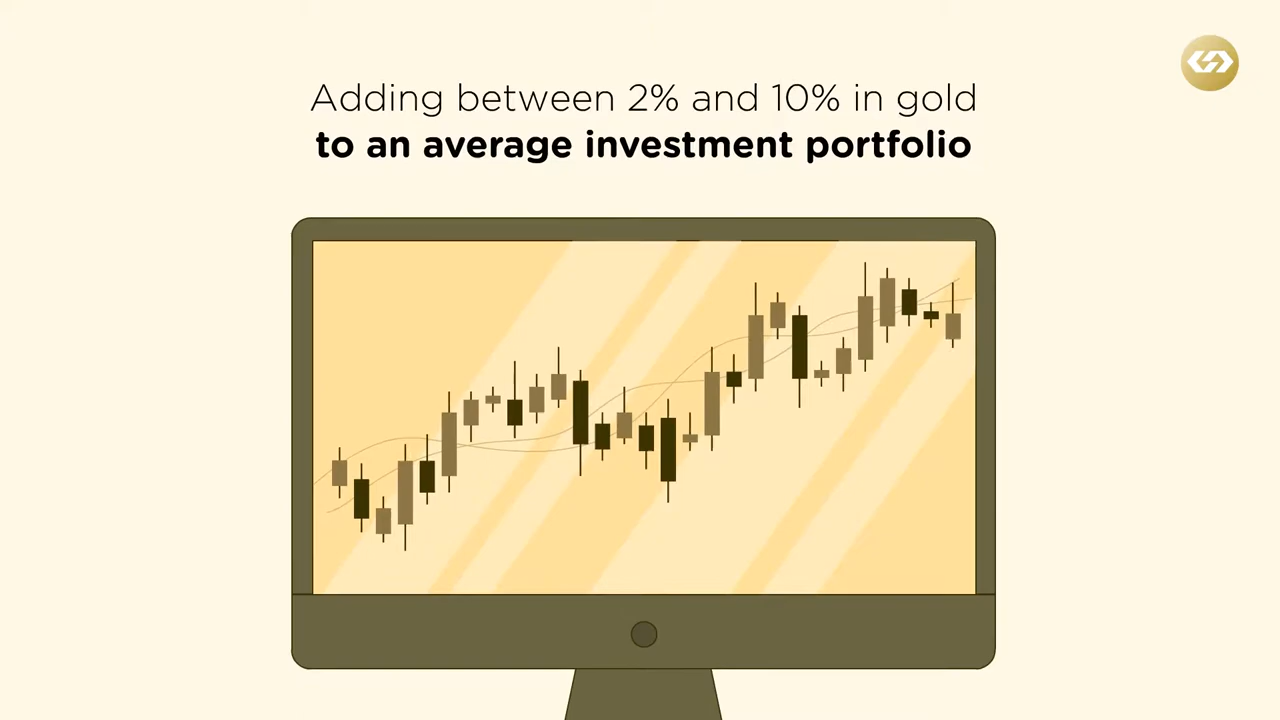 Adding between 2% and 10% in gold
to an average investment portfolio